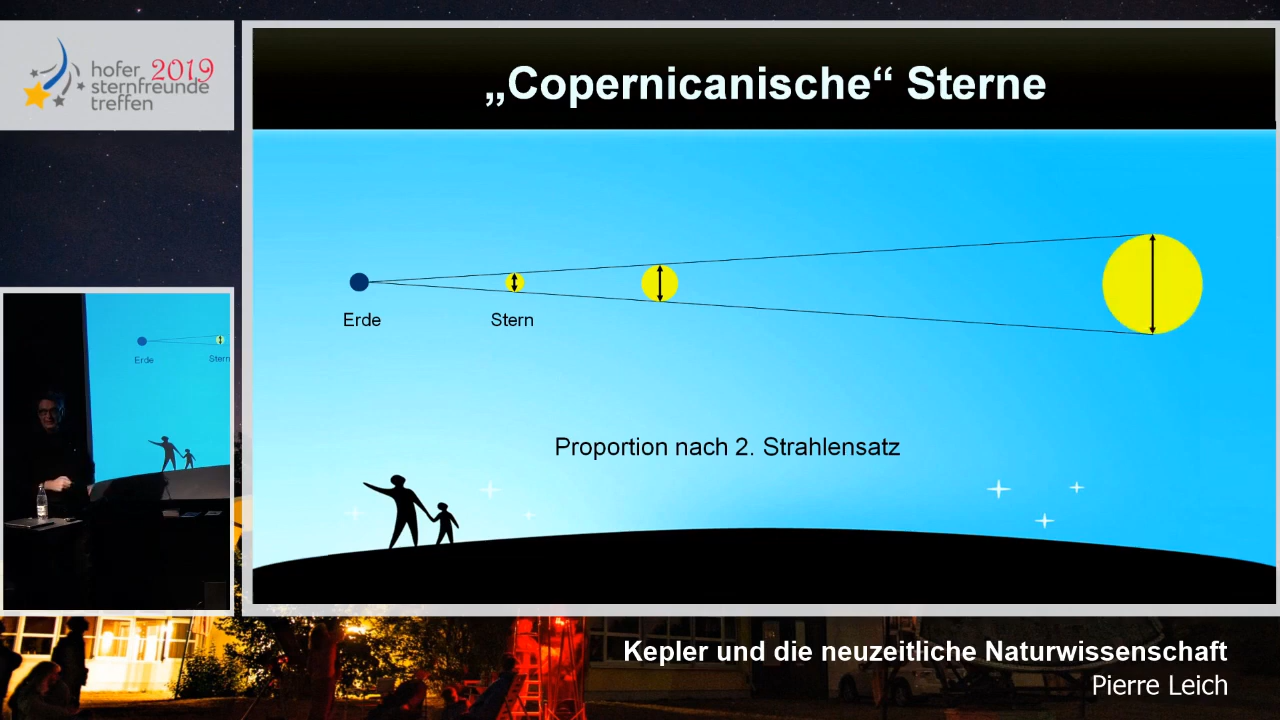 hofer 2019
sternfreunde
treffen
„Copernicanische“ Sterne
Erde
Stern
Proportion nach 2. Strahlensatz
Erde
Stern
Kepler und die neuzeitliche Naturwissenschaft
Pierre Leich